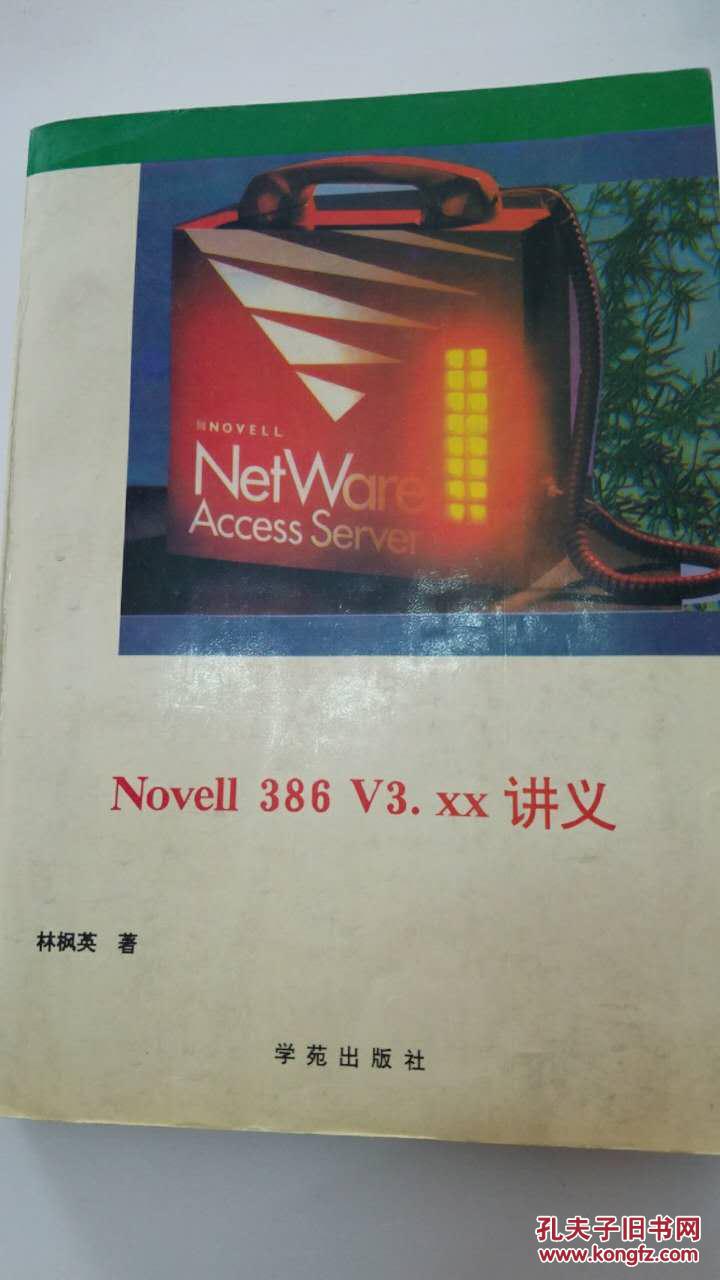 NOVELL
NetWare
Access Server
Novell 386 V3. xx 讲义
林枫英 著
学苑出版社
孔夫子旧书网
www.kongfz.com